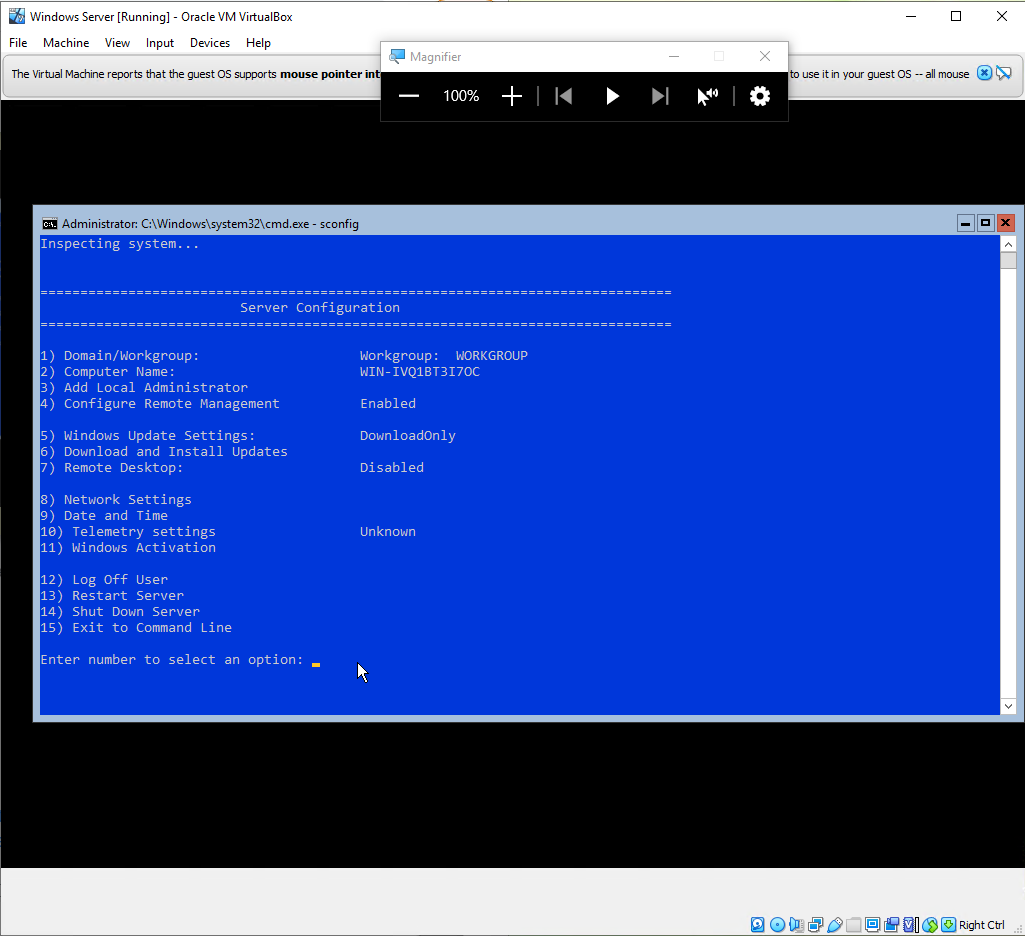 Windows Server [Running] - Oracle VM VirtualBox
File Machine View Input Devices Help
Magnifier
The Virtual Machine reports that the guest OS supports mouse pointer int
to use it in your guest OS -- all mouse
100%
Administrator: C:\Windows\system32\cmd.exe - sconfig
Inspecting system...
===============================================================================
Server Configuration
===============================================================================
1) Domain/Workgroup: Workgroup: WORKGROUP
2) Computer Name: WIN-IVQ1BT3I7OC
3) Add Local Administrator
4) Configure Remote Management Enabled
5) Windows Update Settings: DownloadOnly
6) Download and Install Updates
7) Remote Desktop: Disabled
8) Network Settings
9) Date and Time
10) Telemetry settings Unknown
11) Windows Activation
12) Log Off User
13) Restart Server
14) Shut Down Server
15) Exit to Command Line
Enter number to select an option:
Right Ctrl